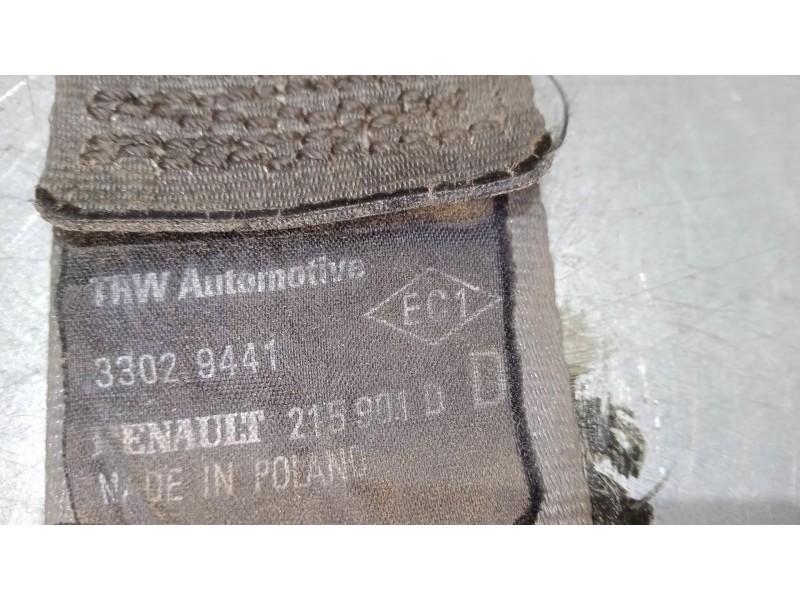 TRW Automotive
EC1
3302 9441
D
RENAULT 215 901 D
MADE IN POLAND